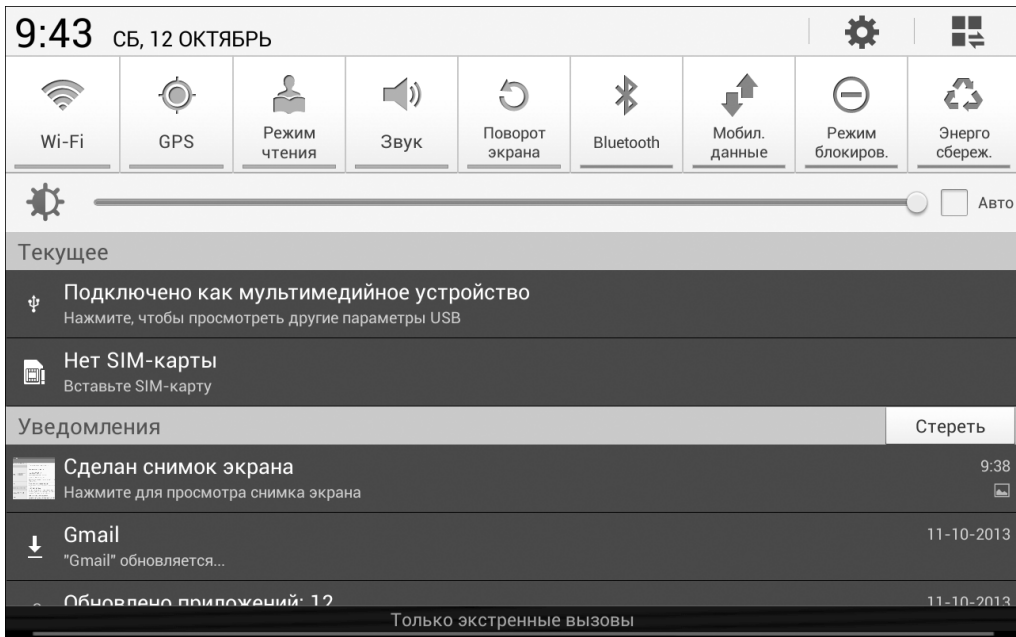 9:43 СБ, 12 ОКТЯБРЬ
Wi-Fi
GPS
Режим
чтения
Звук
Поворот
экрана
Bluetooth
Мобил.
данные
Режим
блокиров.
Энерго
сбереж.
Авто
Текущее
Подключено как мультимедийное устройство
Нажмите, чтобы просмотреть другие параметры USB
Нет SIM-карты
Вставьте SIM-карту
Уведомления
Стереть
Сделан снимок экрана
9:38
Нажмите для просмотра снимка экрана
Gmail
11-10-2013
"Gmail" обновляется...
Обновлено приложений: 12
11-10-2013
Только экстренные вызовы